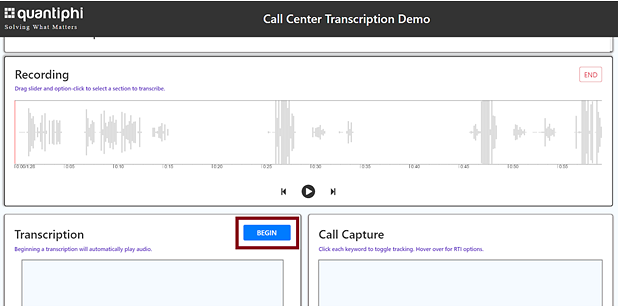 quantiphi
Solving What Matters
Call Center Transcription Demo
Recording
END
Drag slider and option-click to select a section to transcribe.
0:00/1:28 0:05 0:10 0:15 0:20 0:25 0:30 0:35 0:40 0:45 0:50 0:55
Transcription
BEGIN
Beginning a transcription will automatically play audio.
Call Capture
Click each keyword to toggle tracking. Hover over for RTI options.